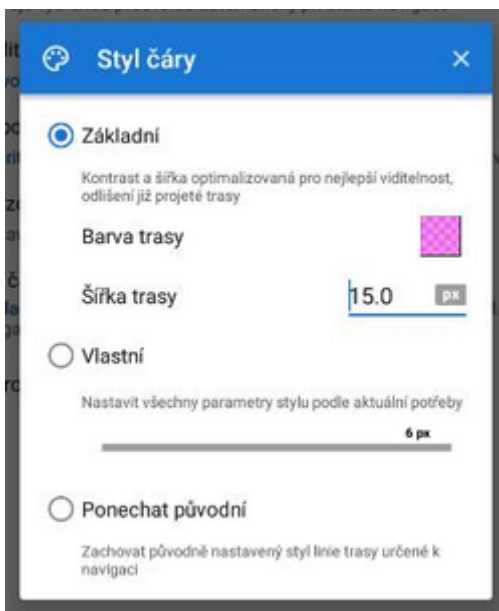 Styl čáry
Základní
Kontrast a šířka optimalizovaná pro nejlepší viditelnost,
odlišení již projeté trasy
Barva trasy
Šířka trasy 15.0 px
Vlastní
Nastavit všechny parametry stylu podle aktuální potřeby
6 px
Ponechat původní
Zachovat původně nastavený styl linie trasy určené k
navigaci